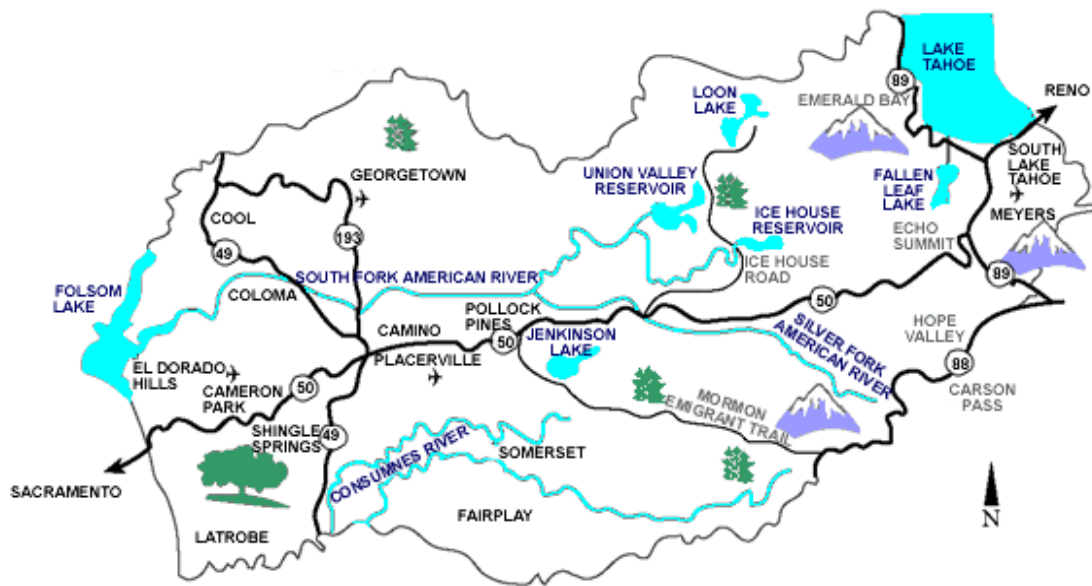 LAKE
TAHOE
89
RENO
LOON
LAKE
EMERALD BAY
SOUTH
LAKE
TAHOE
GEORGETOWN
UNION VALLEY
RESERVOIR
FALLEN
LEAF
LAKE
MEYERS
COOL
ICE HOUSE
RESERVOIR
ECHO
SUMMIT
193
49
ICE HOUSE
ROAD
89
FOLSOM
LAKE
COLOMA
SOUTH FORK AMERICAN RIVER
50
POLLOCK
PINES
SILVER FORK
AMERICAN RIVER
HOPE
VALLEY
CAMINO
50
JENKINSON
LAKE
PLACERVILLE
88
EL DORADO
HILLS
CAMERON
PARK
50
CARSON
PASS
MORMON
EMIGRANT TRAIL
SHINGLE
SPRINGS
49
CONSUMNES RIVER
SOMERSET
SACRAMENTO
FAIRPLAY
N
LATROBE